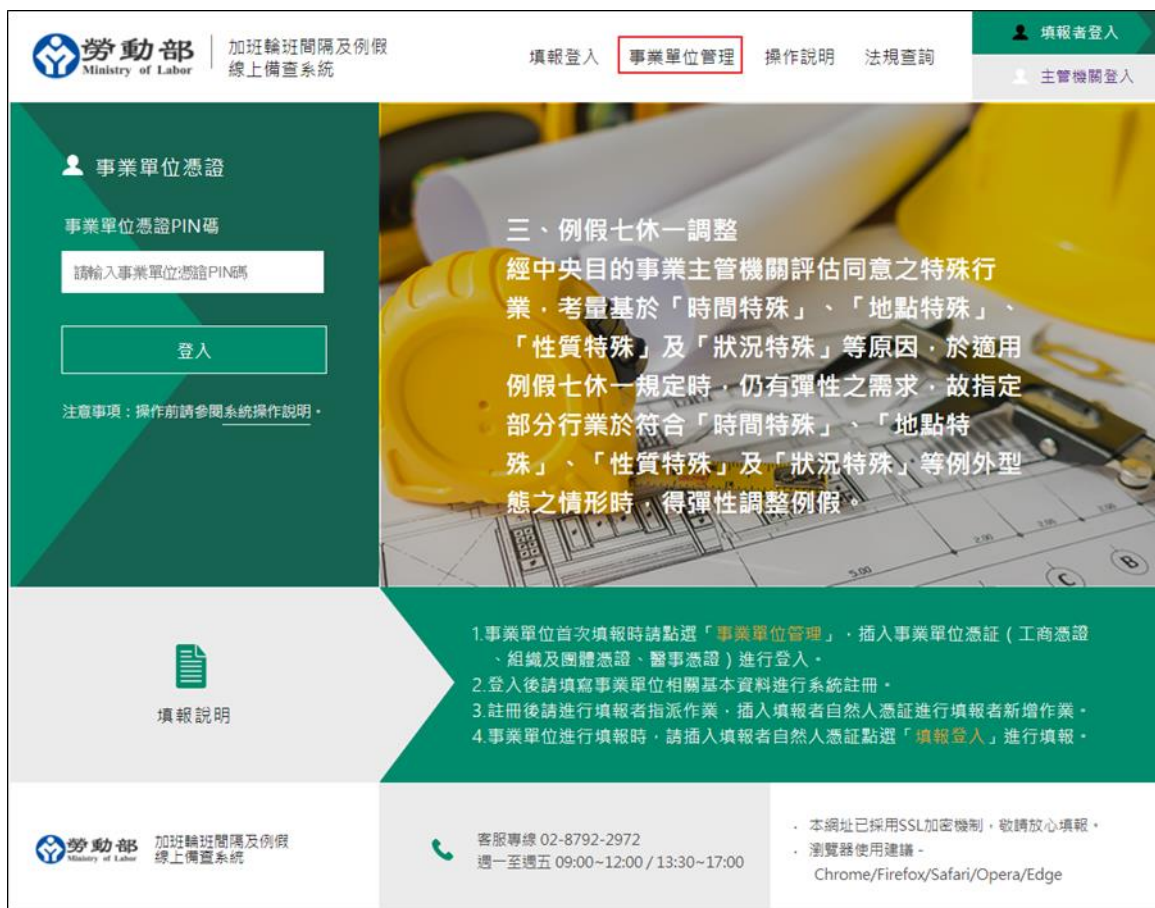 勞動部
Ministry of Labor
加班輪班間隔及例假
線上備查系統
填報登入
事業單位管理
操作說明
法規查詢
填報者登入
主管機關登入
事業單位憑證
事業單位憑證PIN碼
請輸入事業單位憑證PIN碼
登入
注意事項：操作前請參閱系統操作說明。
三、例假七休一調整
經中央目的事業主管機關評估同意之特殊行
業，考量基於「時間特殊」、「地點特殊」、
「性質特殊」及「狀況特殊」等原因，於適用
例假七休一規定時，仍有彈性之需求，故指定
部分行業於符合「時間特殊」、「地點特
殊」、「性質特殊」及「狀況特殊」等例外型
態之情形時，得彈性調整例假。
2.00
2.00
2.00
5.00
C
B
填報說明
1.事業單位首次填報時請點選「事業單位管理」，插入事業單位憑証（工商憑證
、組織及團體憑證、醫事憑證）進行登入。
2.登入後請填寫事業單位相關基本資料進行系統註冊。
3.註冊後請進行填報者指派作業，插入填報者自然人憑証進行填報者新增作業。
4.事業單位進行填報時，請插入填報者自然人憑証點選「填報登入」進行填報。
勞動部
Ministry of Labor
加班輪班間隔及例假
線上備查系統
客服專線 02-8792-2972
週一至週五 09:00~12:00 / 13:30~17:00
· 本網址已採用SSL加密機制，敬請放心填報。
· 瀏覽器使用建議 -
Chrome/Firefox/Safari/Opera/Edge